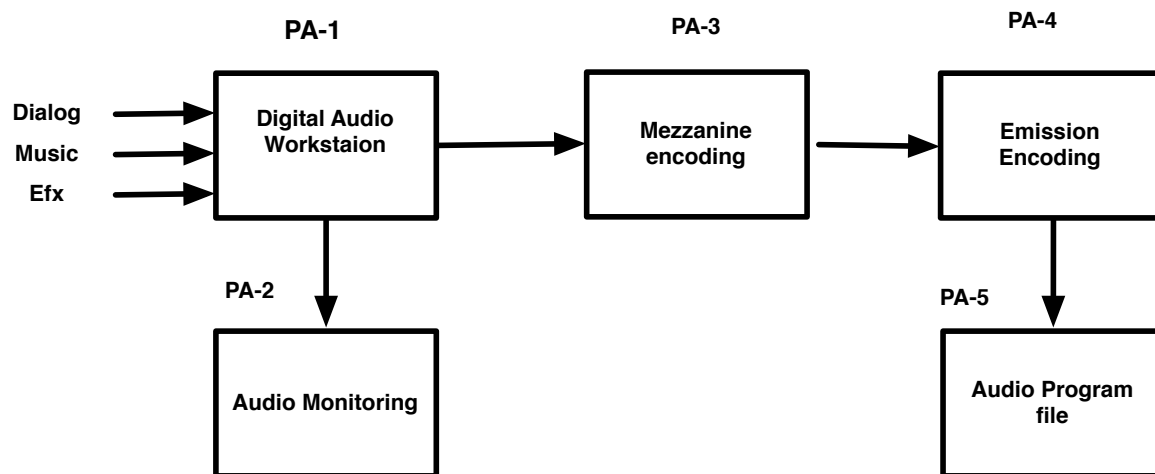 PA-1
PA-3
PA-4
Dialog
Music
Efx
Digital Audio
Workstaion
Mezzanine
encoding
Emission
Encoding
PA-2
PA-5
Audio Monitoring
Audio Program
file